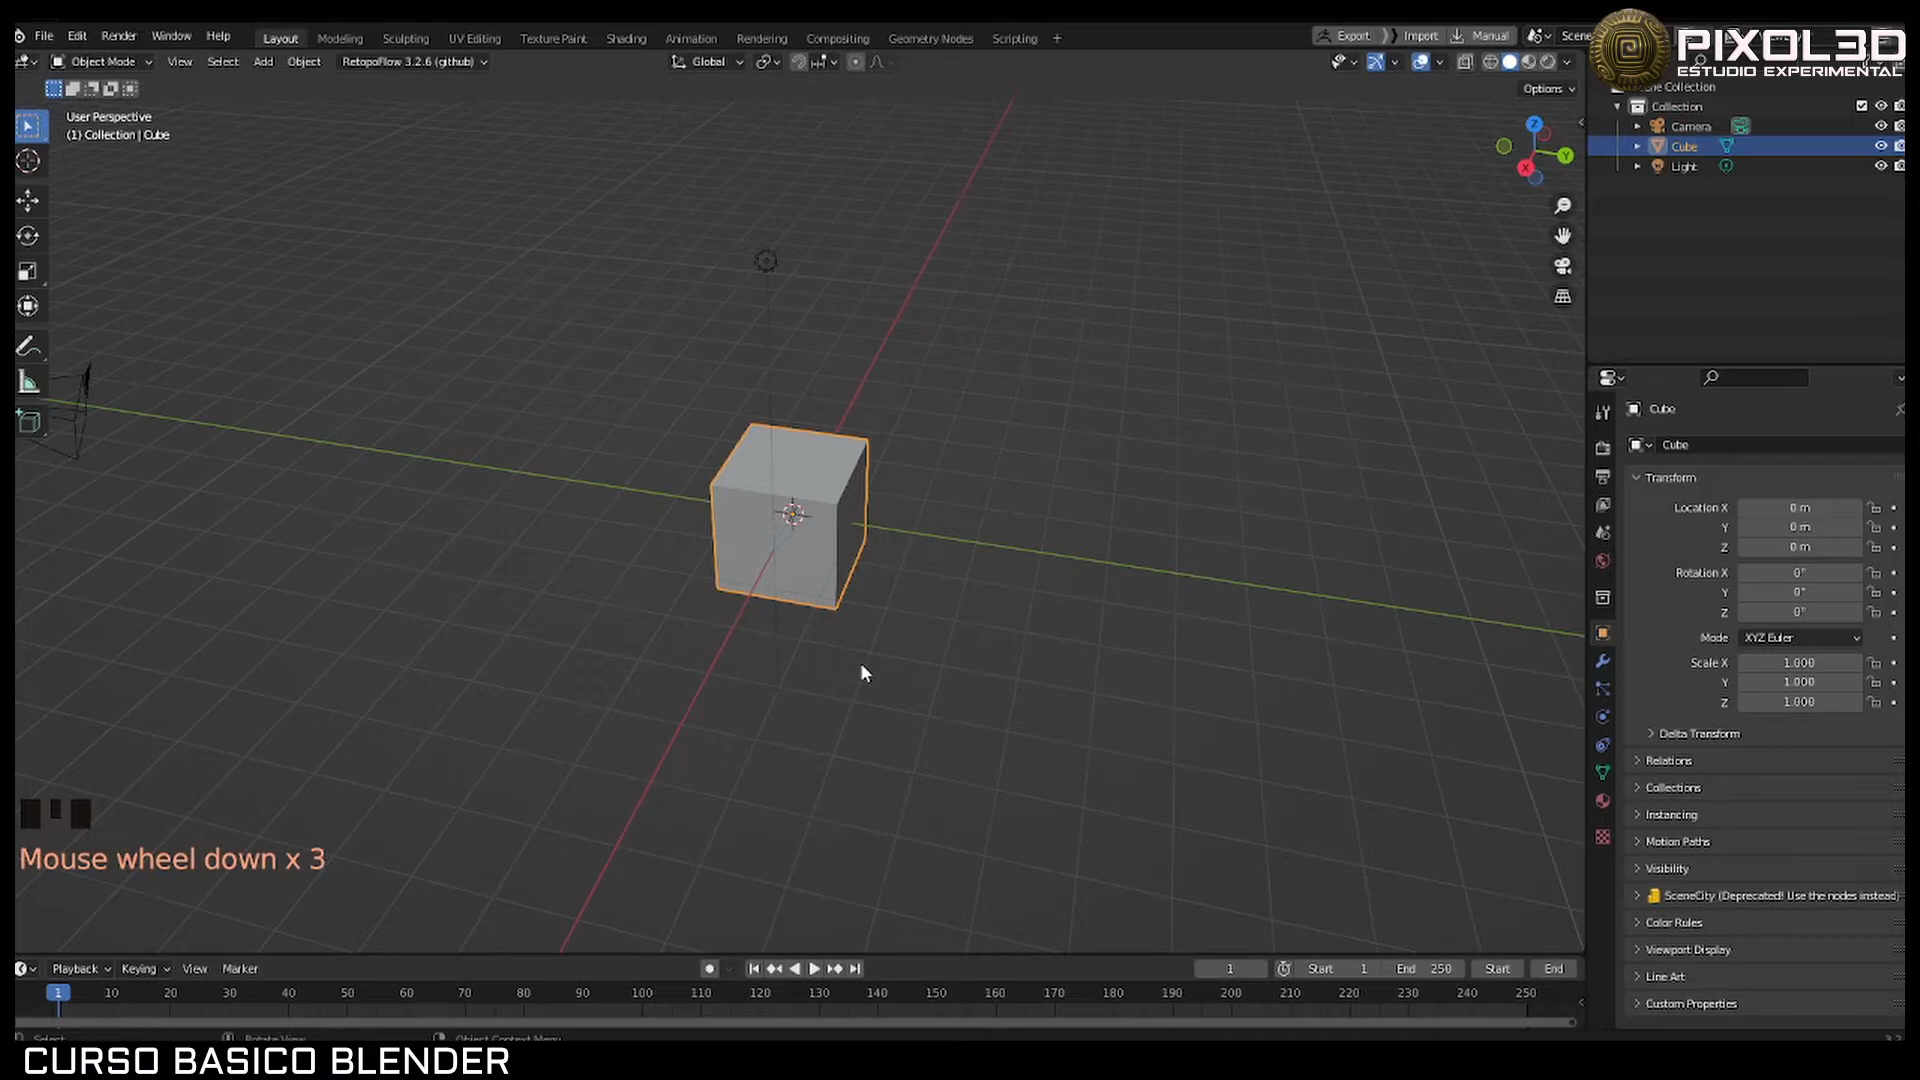 File Edit Render Window Help Layout Modeling Sculpting UV Editing Texture Paint Shading Animation Rendering Compositing Geometry Nodes Scripting + Export Import Manual Scene
PIXOL3D
ESTUDIO EXPERIMENTAL
Object Mode View Select Add Object RetopoFlow 3.2.6 (github) Global
Options
User Perspective
(1) Collection | Cube
Z
Y
X
ne Collection
Collection
Camera
Cube
Light
Cube
Cube
Transform
Location X 0 m
Y 0 m
Z 0 m
Rotation X 0°
Y 0°
Z 0°
Mode XYZ Euler
Scale X 1.000
Y 1.000
Z 1.000
Delta Transform
Relations
Collections
Instancing
Motion Paths
Visibility
SceneCity (Deprecated! Use the nodes instead)
Color Rules
Viewport Display
Line Art
Custom Properties
Mouse wheel down x 3
Playback Keying View Marker 1 Start 1 End 250 Start End
1 10 20 30 40 50 60 70 80 90 100 110 120 130 140 150 160 170 180 190 200 210 220 230 240 250
CURSO BASICO BLENDER